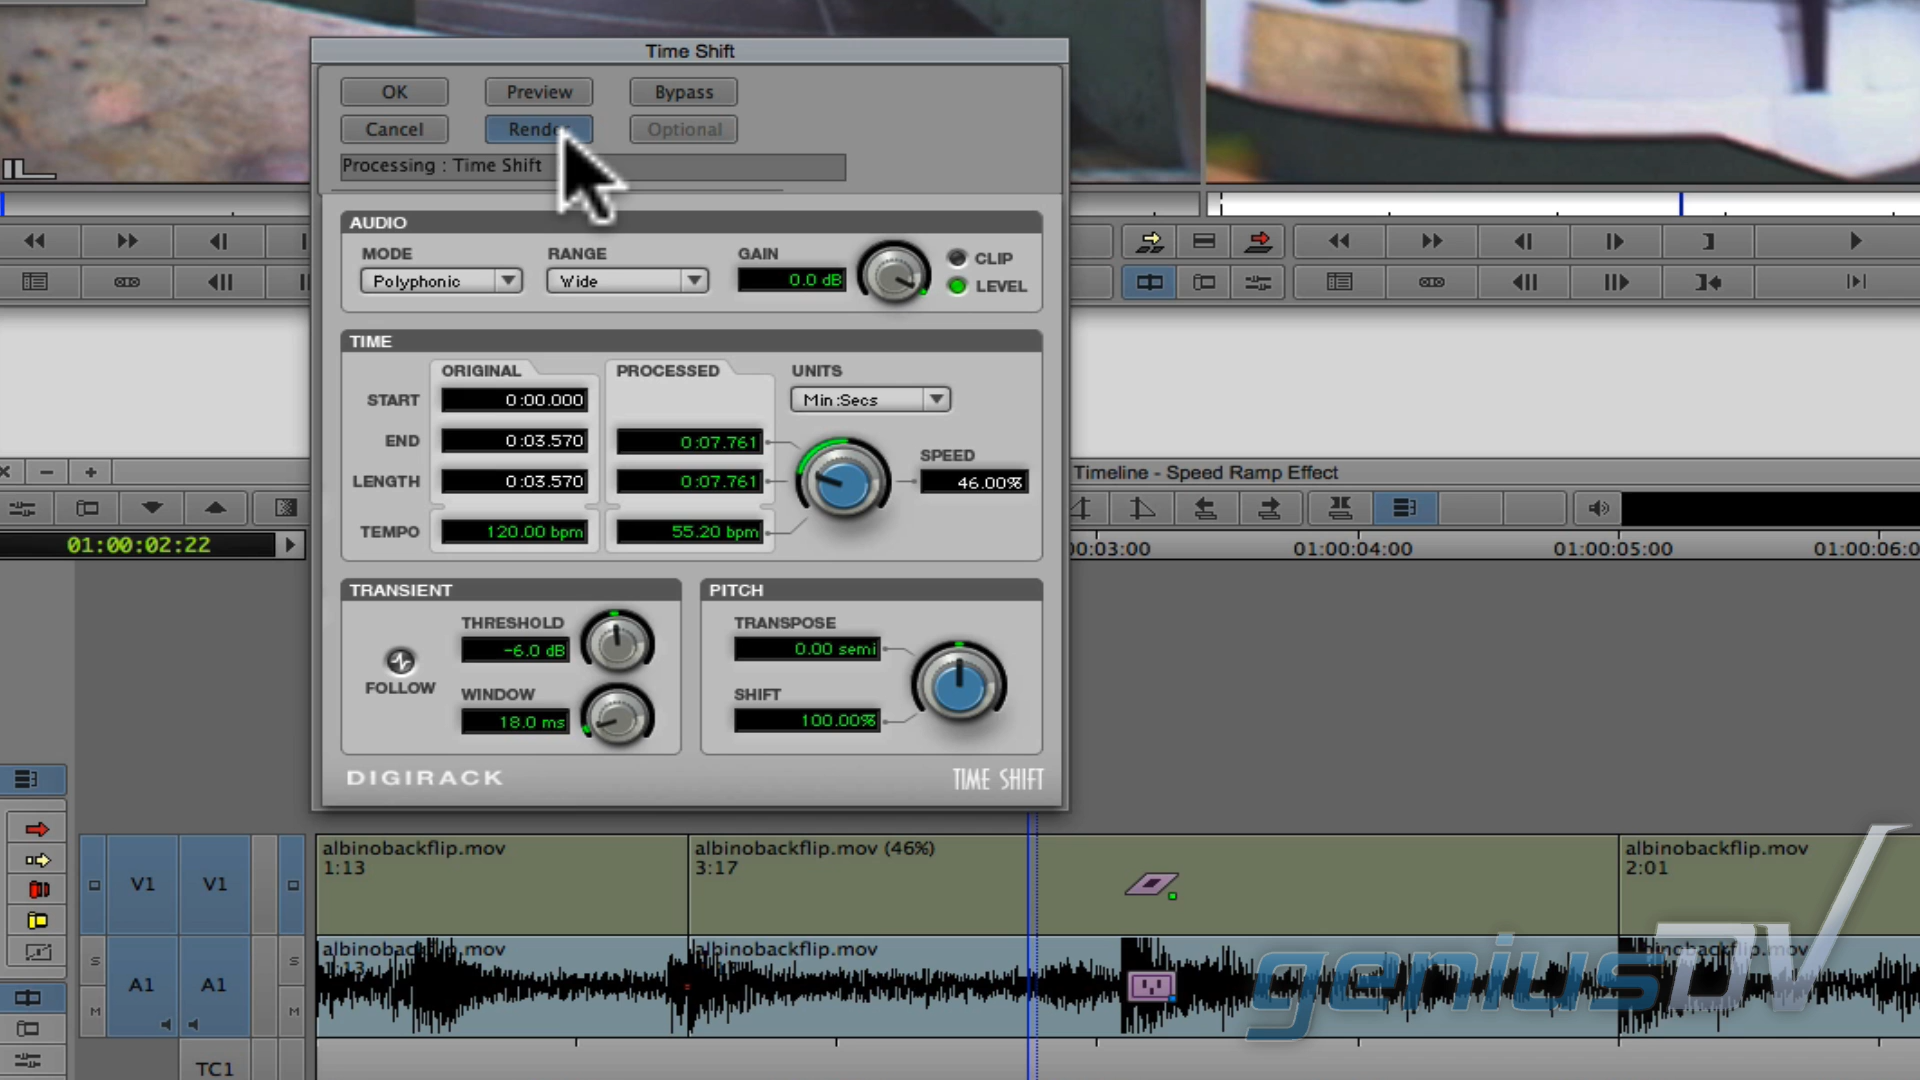 Time Shift
OK
Preview
Bypass
Cancel
Render
Optional
Processing : Time Shift
AUDIO
MODE
RANGE
GAIN
Polyphonic
Wide
0.0 dB
CLIP
LEVEL
TIME
ORIGINAL
PROCESSED
UNITS
START
0:00.000
Min:Secs
END
0:03.570
0:07.761
SPEED
LENGTH
0:03.570
0:07.761
46.00%
TEMPO
120.00 bpm
55.20 bpm
TRANSIENT
PITCH
THRESHOLD
-6.0 dB
FOLLOW
WINDOW
18.0 ms
TRANSPOSE
0.00 semi
SHIFT
100.00%
DIGIRACK
TIME SHIFT
Timeline - Speed Ramp Effect
01:00:02:22
00:03:00
01:00:04:00
01:00:05:00
01:00:06:0
V1
V1
albinobackflip.mov
1:13
albinobackflip.mov (46%)
3:17
albinobackflip.mov
2:01
S
M
A1
A1
S
M
albinobackflip.mov
1:13
albinobackflip.mov
albinobackflip.mov
TC1
geniusDV